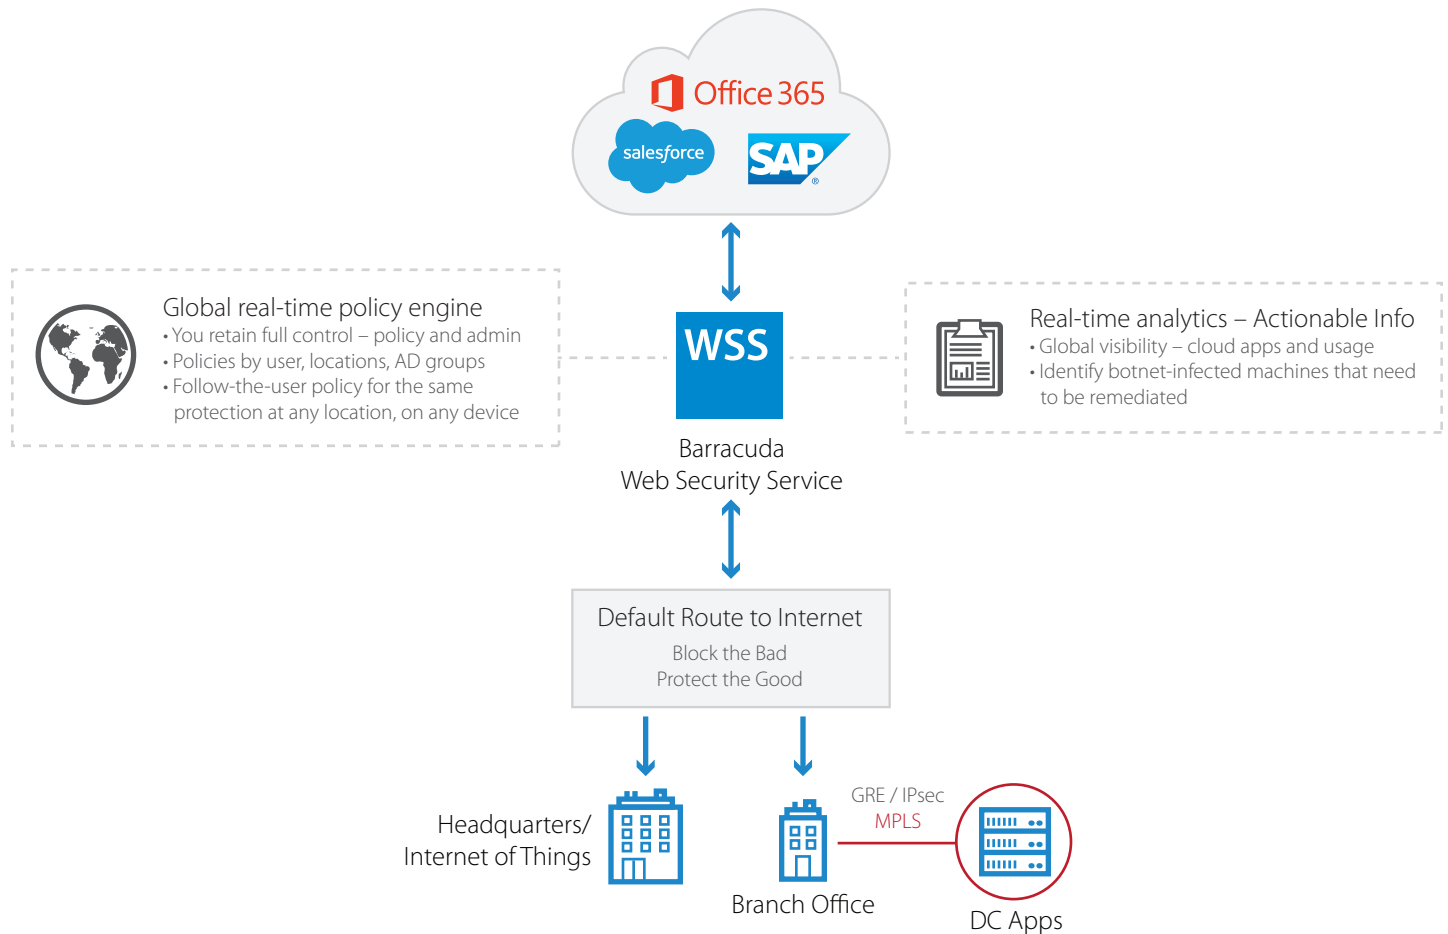 Office 365
salesforce
SAP®
Global real-time policy engine
• You retain full control – policy and admin
• Policies by user, locations, AD groups
• Follow-the-user policy for the same
protection at any location, on any device
WSS
Barracuda
Web Security Service
Real-time analytics – Actionable Info
• Global visibility – cloud apps and usage
• Identify botnet-infected machines that need
to be remediated
Default Route to Internet
Block the Bad
Protect the Good
Headquarters/
Internet of Things
Branch Office
GRE / IPsec
MPLS
DC Apps